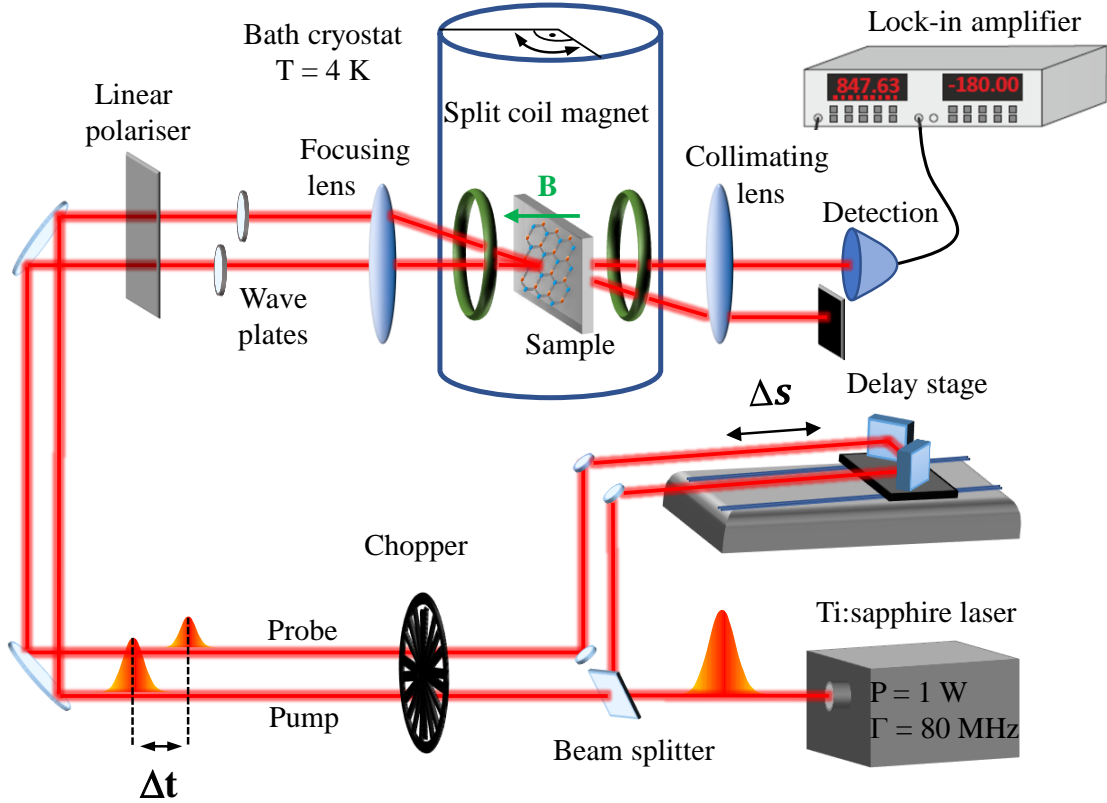 Bath cryostat
T = 4 K
Lock-in amplifier
847.63
-180.00
Linear
polariser
Split coil magnet
Focusing
lens
B
Collimating
lens
Detection
Wave
plates
Sample
Delay stage
Δs
Chopper
Ti:sapphire laser
Probe
P = 1 W
Γ = 80 MHz
Pump
Beam splitter
Δt